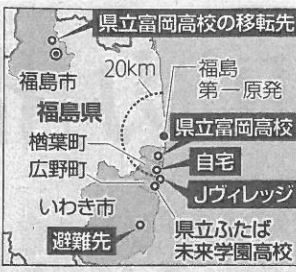 県立富岡高校の移転先
20km
福島市
福島
第一原発
福島県
県立富岡高校
楢葉町
自宅
広野町
Jヴィレッジ
いわき市
県立ふたば
未来学園高校
避難先